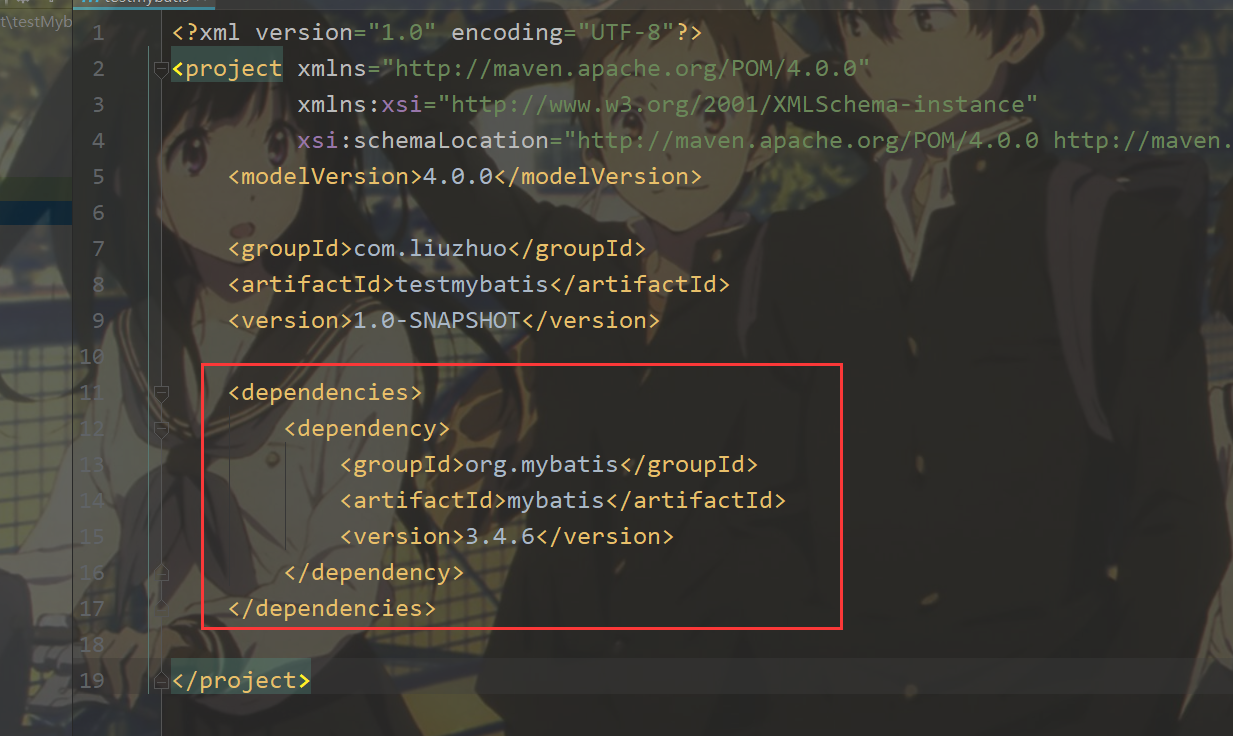 testmybatis
t\testMyb
1 <?xml version="1.0" encoding="UTF-8"?>
2 <project xmlns="http://maven.apache.org/POM/4.0.0"
3 xmlns:xsi="http://www.w3.org/2001/XMLSchema-instance"
4 xsi:schemaLocation="http://maven.apache.org/POM/4.0.0 http://maven.
5 <modelVersion>4.0.0</modelVersion>
6
7 <groupId>com.liuzhuo</groupId>
8 <artifactId>testmybatis</artifactId>
9 <version>1.0-SNAPSHOT</version>
10
11 <dependencies>
12 <dependency>
13 <groupId>org.mybatis</groupId>
14 <artifactId>mybatis</artifactId>
15 <version>3.4.6</version>
16 </dependency>
17 </dependencies>
18
19 </project>